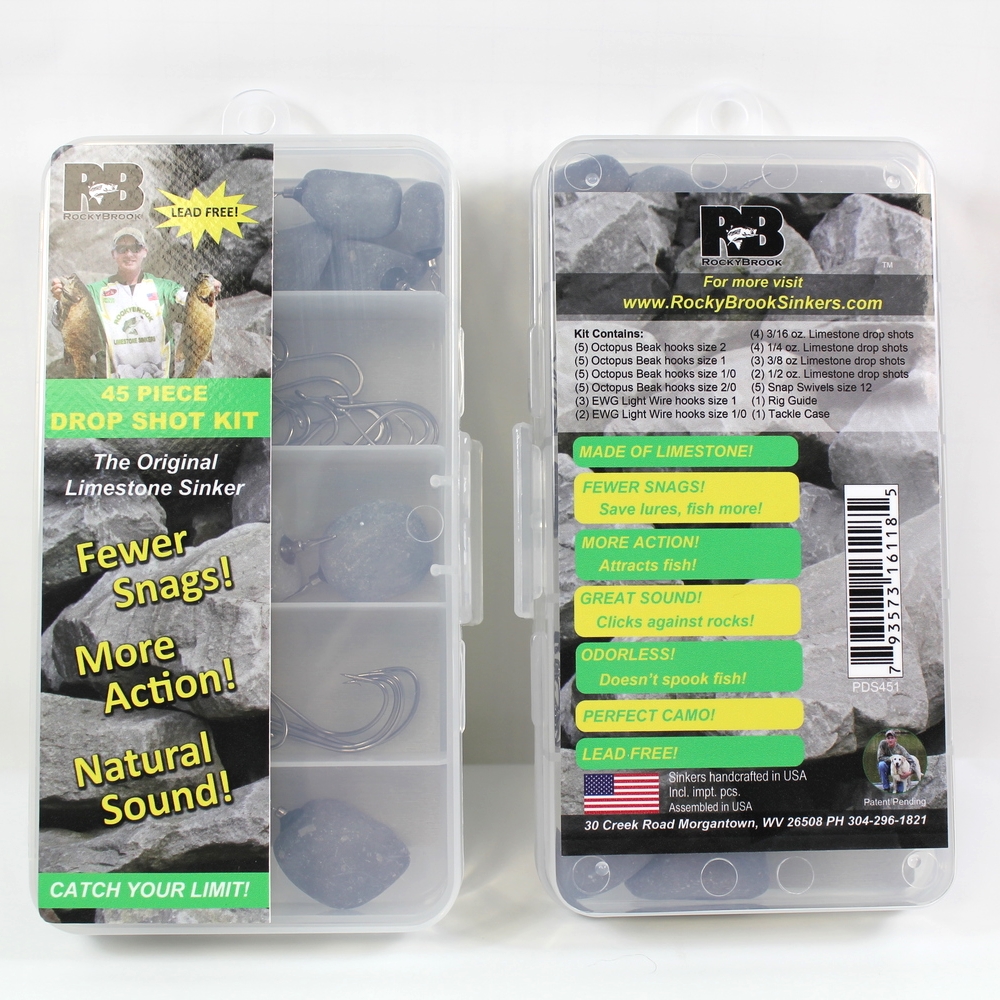 RB
ROCKYBROOK
LEAD FREE!
ROCKYBROOK
LIMESTONE SINKERS
45 PIECE
DROP SHOT KIT
The Original
Limestone Sinker
Fewer
Snags!
More
Action!
Natural
Sound!
CATCH YOUR LIMIT!
RB
ROCKYBROOK
TM
For more visit
www.RockyBrookSinkers.com
Kit Contains:
(5) Octopus Beak hooks size 2
(5) Octopus Beak hooks size 1
(5) Octopus Beak hooks size 1/0
(5) Octopus Beak hooks size 2/0
(3) EWG Light Wire hooks size 1
(2) EWG Light Wire hooks size 1/0
(4) 3/16 oz. Limestone drop shots
(4) 1/4 oz. Limestone drop shots
(3) 3/8 oz Limestone drop shots
(2) 1/2 oz. Limestone drop shots
(5) Snap Swivels size 12
(1) Rig Guide
(1) Tackle Case
MADE OF LIMESTONE!
FEWER SNAGS!
Save lures, fish more!
MORE ACTION!
Attracts fish!
GREAT SOUND!
Clicks against rocks!
ODORLESS!
Doesn't spook fish!
PERFECT CAMO!
LEAD FREE!
7 93573 16118 5
PDS451
Sinkers handcrafted in USA
Incl. impt. pcs.
Assembled in USA
Patent Pending
30 Creek Road Morgantown, WV 26508 PH 304-296-1821